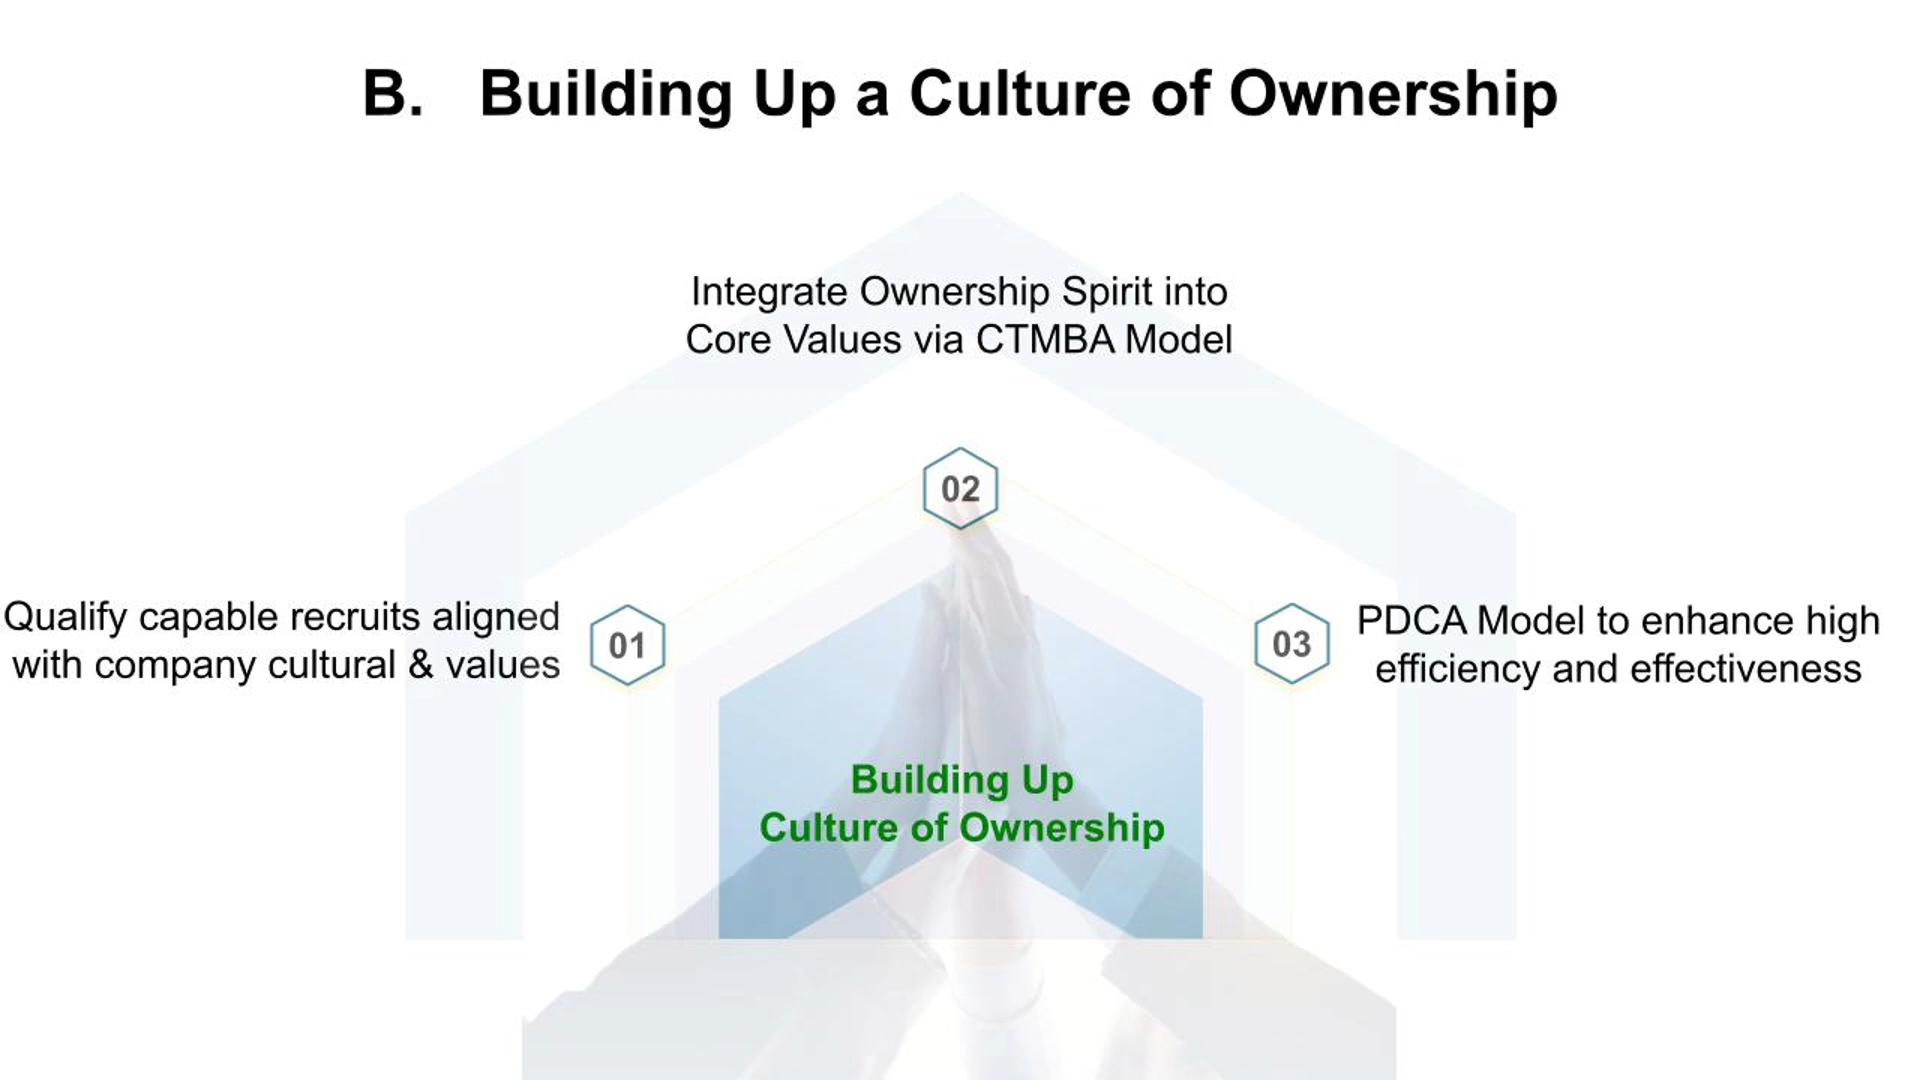 B. Building Up a Culture of Ownership
Integrate Ownership Spirit into
Core Values via CTMBA Model
02
Qualify capable recruits aligned
with company cultural & values
01
03
PDCA Model to enhance high
efficiency and effectiveness
Building Up
Culture of Ownership